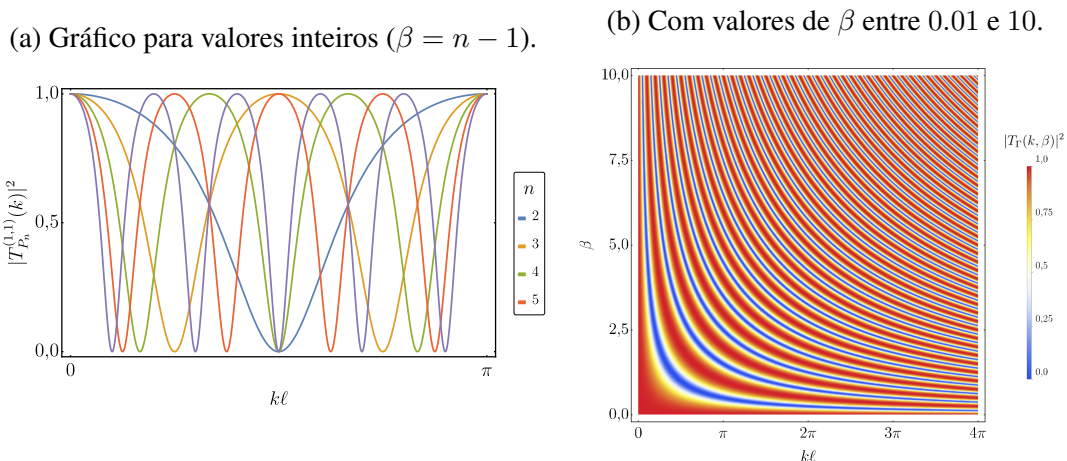 (a) Gráfico para valores inteiros (β = n − 1).
1,0
0,5
0,0
|T_{P_n}^{(1,1)}(k)|²
0
π
kℓ
n
2
3
4
5
(b) Com valores de β entre 0.01 e 10.
10,0
7,5
5,0
2,5
0,0
β
0
π
2π
3π
4π
kℓ
|T_Γ(k, β)|²
1.0
0,75
0,5
0,25
0.0